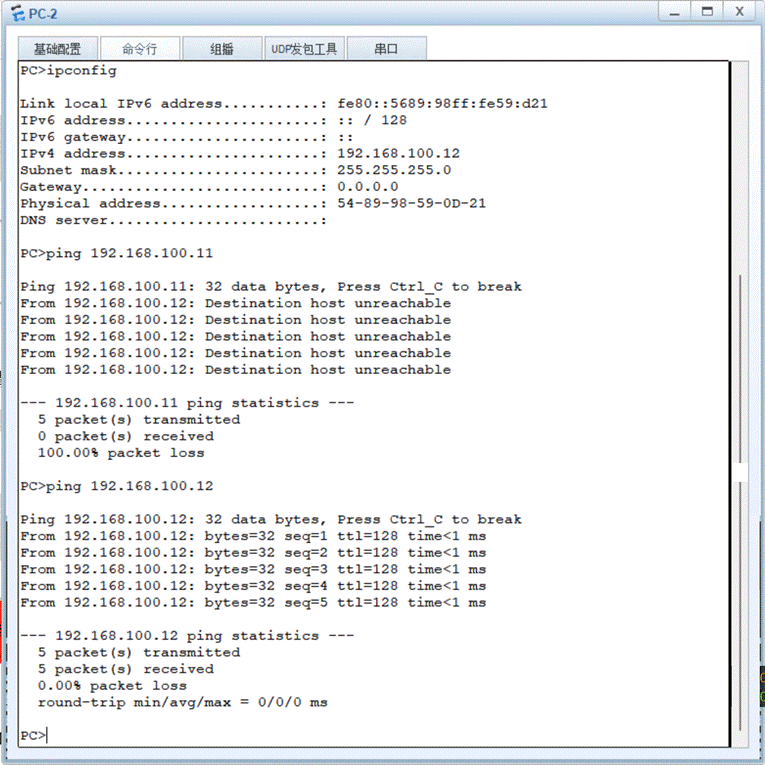 PC-2
基础配置 命令行 组播 UDP发包工具 串口
PC>ipconfig
Link local IPv6 address...........: fe80::5689:98ff:fe59:d21
IPv6 address......................: :: / 128
IPv6 gateway......................: ::
IPv4 address......................: 192.168.100.12
Subnet mask.......................: 255.255.255.0
Gateway...........................: 0.0.0.0
Physical address..................: 54-89-98-59-0D-21
DNS server........................:
PC>ping 192.168.100.11
Ping 192.168.100.11: 32 data bytes, Press Ctrl_C to break
From 192.168.100.12: Destination host unreachable
From 192.168.100.12: Destination host unreachable
From 192.168.100.12: Destination host unreachable
From 192.168.100.12: Destination host unreachable
From 192.168.100.12: Destination host unreachable
--- 192.168.100.11 ping statistics ---
5 packet(s) transmitted
0 packet(s) received
100.00% packet loss
PC>ping 192.168.100.12
Ping 192.168.100.12: 32 data bytes, Press Ctrl_C to break
From 192.168.100.12: bytes=32 seq=1 ttl=128 time<1 ms
From 192.168.100.12: bytes=32 seq=2 ttl=128 time<1 ms
From 192.168.100.12: bytes=32 seq=3 ttl=128 time<1 ms
From 192.168.100.12: bytes=32 seq=4 ttl=128 time<1 ms
From 192.168.100.12: bytes=32 seq=5 ttl=128 time<1 ms
--- 192.168.100.12 ping statistics ---
5 packet(s) transmitted
5 packet(s) received
0.00% packet loss
round-trip min/avg/max = 0/0/0 ms
PC>